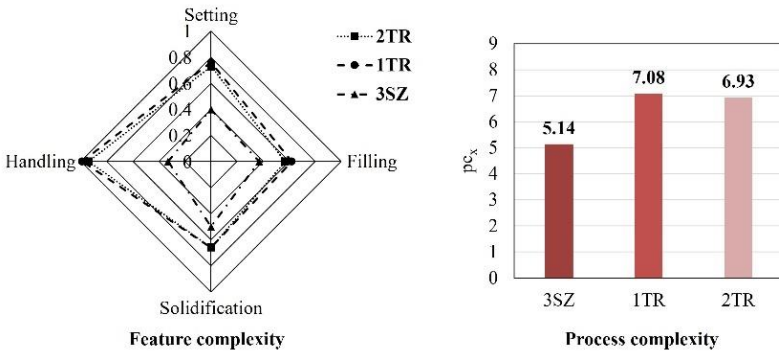 Setting
1
0.8
0.6
0.4
0.2
0
Handling
Filling
Solidification
2TR
1TR
3SZ
Feature complexity
9
8
7
6
5
4
3
2
1
0
pcx
5.14
7.08
6.93
3SZ
1TR
2TR
Process complexity